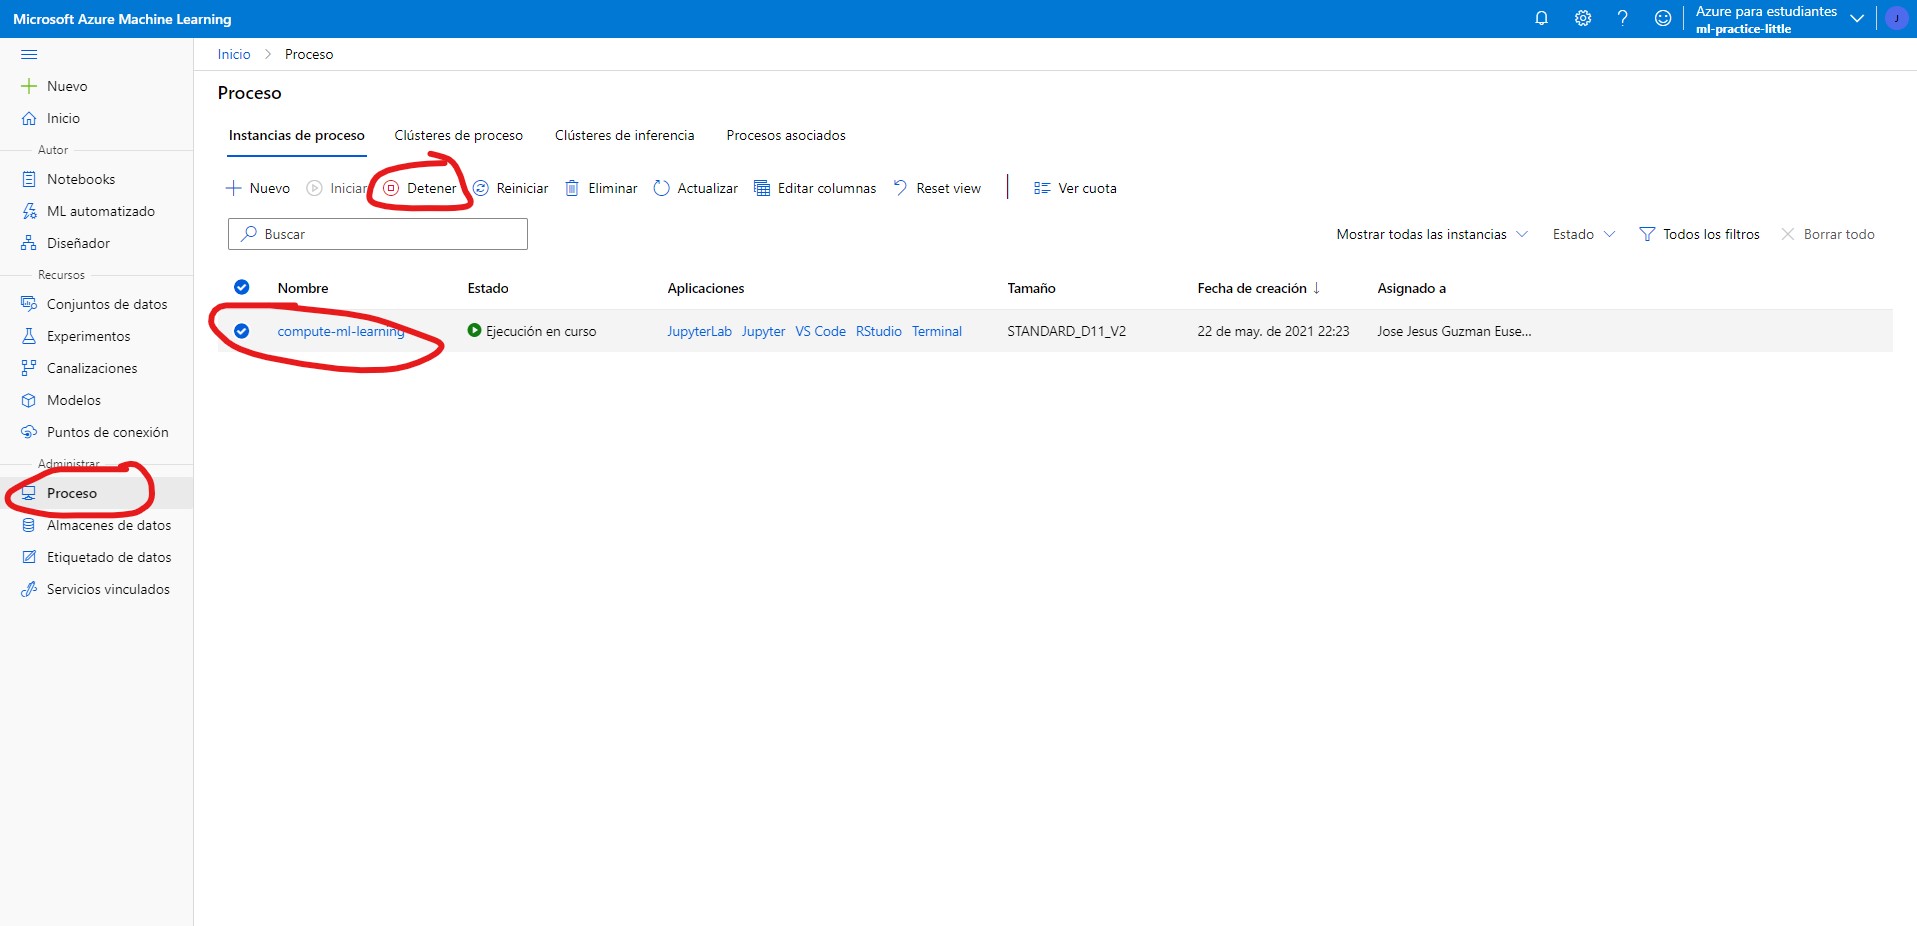 Microsoft Azure Machine Learning
Azure para estudiantes
ml-practice-little
J
Inicio > Proceso
Nuevo
Inicio
Autor
Notebooks
ML automatizado
Diseñador
Recursos
Conjuntos de datos
Experimentos
Canalizaciones
Modelos
Puntos de conexión
Administrar
Proceso
Almacenes de datos
Etiquetado de datos
Servicios vinculados
Proceso
Instancias de proceso Clústeres de proceso Clústeres de inferencia Procesos asociados
Nuevo Iniciar Detener Reiniciar Eliminar Actualizar Editar columnas Reset view Ver cuota
Buscar Mostrar todas las instancias Estado Todos los filtros Borrar todo
Nombre Estado Aplicaciones Tamaño Fecha de creación ↓ Asignado a
compute-ml-learning Ejecución en curso JupyterLab Jupyter VS Code RStudio Terminal STANDARD_D11_V2 22 de may. de 2021 22:23 Jose Jesus Guzman Euse...